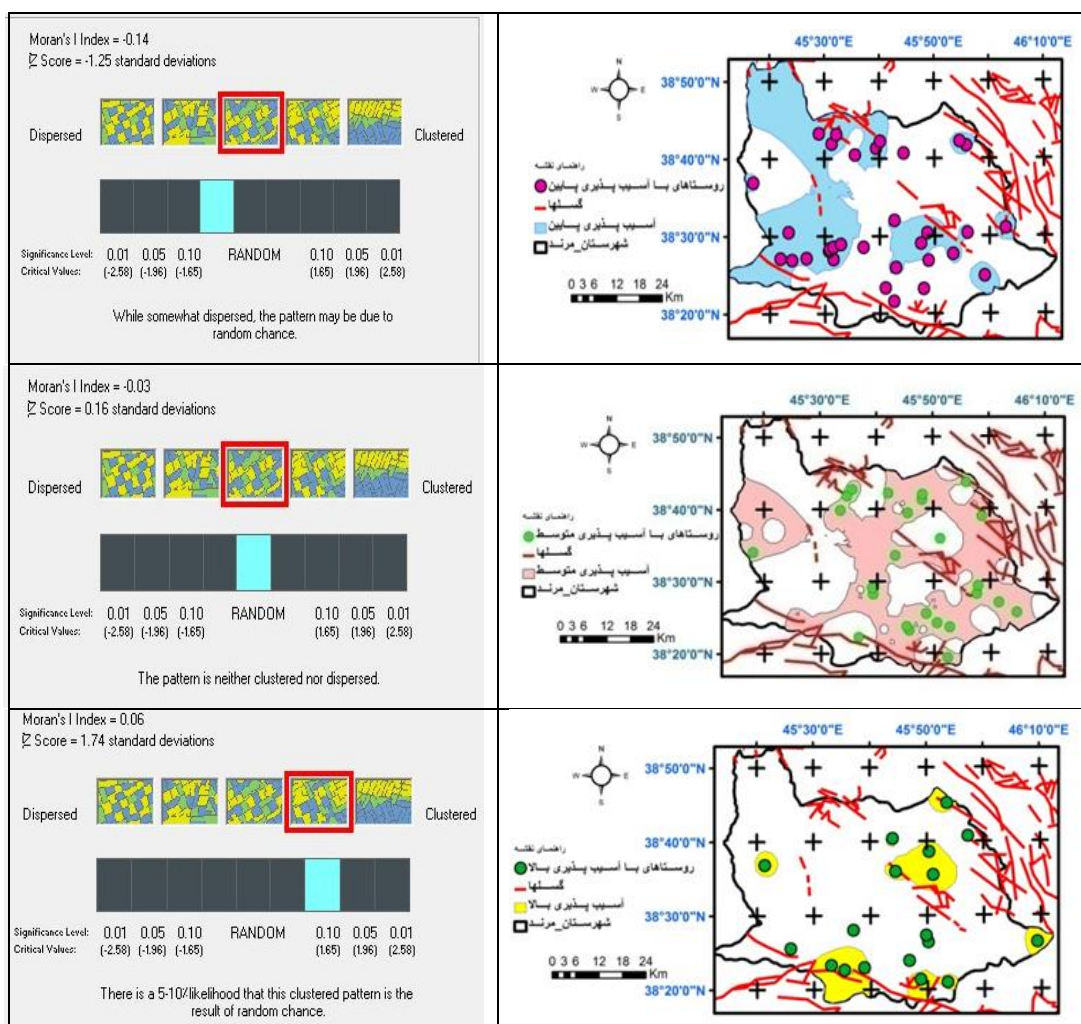 Moran's I Index = -0.14
Z Score = -1.25 standard deviations
Dispersed
Clustered
Significance Level: 0.01 0.05 0.10 RANDOM 0.10 0.05 0.01
Critical Values: (-2.58) (-1.96) (-1.65) (1.65) (1.96) (2.58)
While somewhat dispersed, the pattern may be due to
random chance.
45°30'0"E 45°50'0"E 46°10'0"E
N
W E
S
38°50'0"N
38°40'0"N
38°30'0"N
38°20'0"N
راهنمای نقشه
روستاهای با آسیب پذیری پایین
گسلها
آسیب پذیری پایین
شهرستان_مرند
0 3 6 12 18 24
Km
Moran's I Index = -0.03
Z Score = 0.16 standard deviations
Dispersed
Clustered
Significance Level: 0.01 0.05 0.10 RANDOM 0.10 0.05 0.01
Critical Values: (-2.58) (-1.96) (-1.65) (1.65) (1.96) (2.58)
The pattern is neither clustered nor dispersed.
45°30'0"E 45°50'0"E 46°10'0"E
N
W E
S
38°50'0"N
38°40'0"N
38°30'0"N
38°20'0"N
راهنمای نقشه
روستاهای با آسیب پذیری متوسط
گسلها
آسیب پذیری متوسط
شهرستان_مرند
0 3 6 12 18 24
Km
Moran's I Index = 0.06
Z Score = 1.74 standard deviations
Dispersed
Clustered
Significance Level: 0.01 0.05 0.10 RANDOM 0.10 0.05 0.01
Critical Values: (-2.58) (-1.96) (-1.65) (1.65) (1.96) (2.58)
There is a 5-10% likelihood that this clustered pattern is the
result of random chance.
45°30'0"E 45°50'0"E 46°10'0"E
N
W E
S
38°50'0"N
38°40'0"N
38°30'0"N
38°20'0"N
راهنمای نقشه
روستاهای با آسیب پذیری بالا
گسلها
آسیب پذیری بالا
شهرستان_مرند
0 3 6 12 18 24
Km